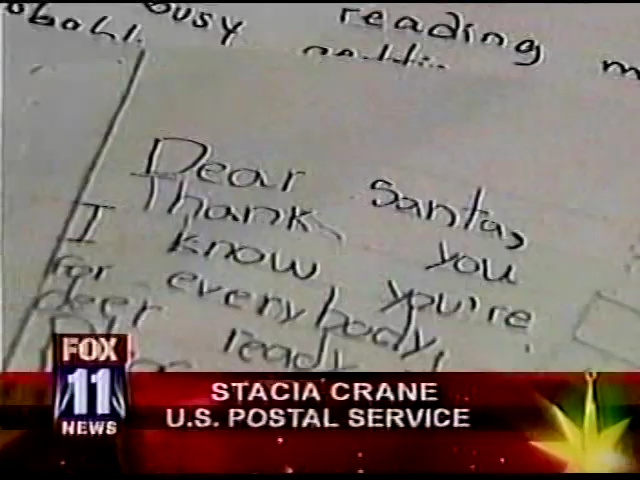 busy reading m
Dear Santa,
Thank you
I know you're
for everybody,
deer ready
FOX
11
NEWS
STACIA CRANE
U.S. POSTAL SERVICE